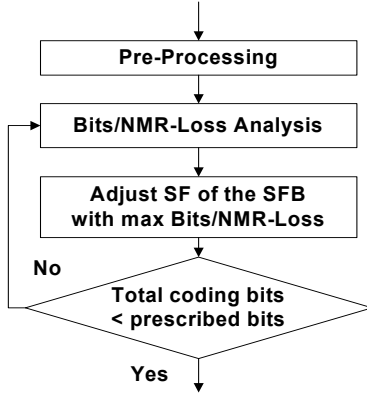 Pre-Processing
Bits/NMR-Loss Analysis
Adjust SF of the SFB
with max Bits/NMR-Loss
No
Total coding bits
< prescribed bits
Yes